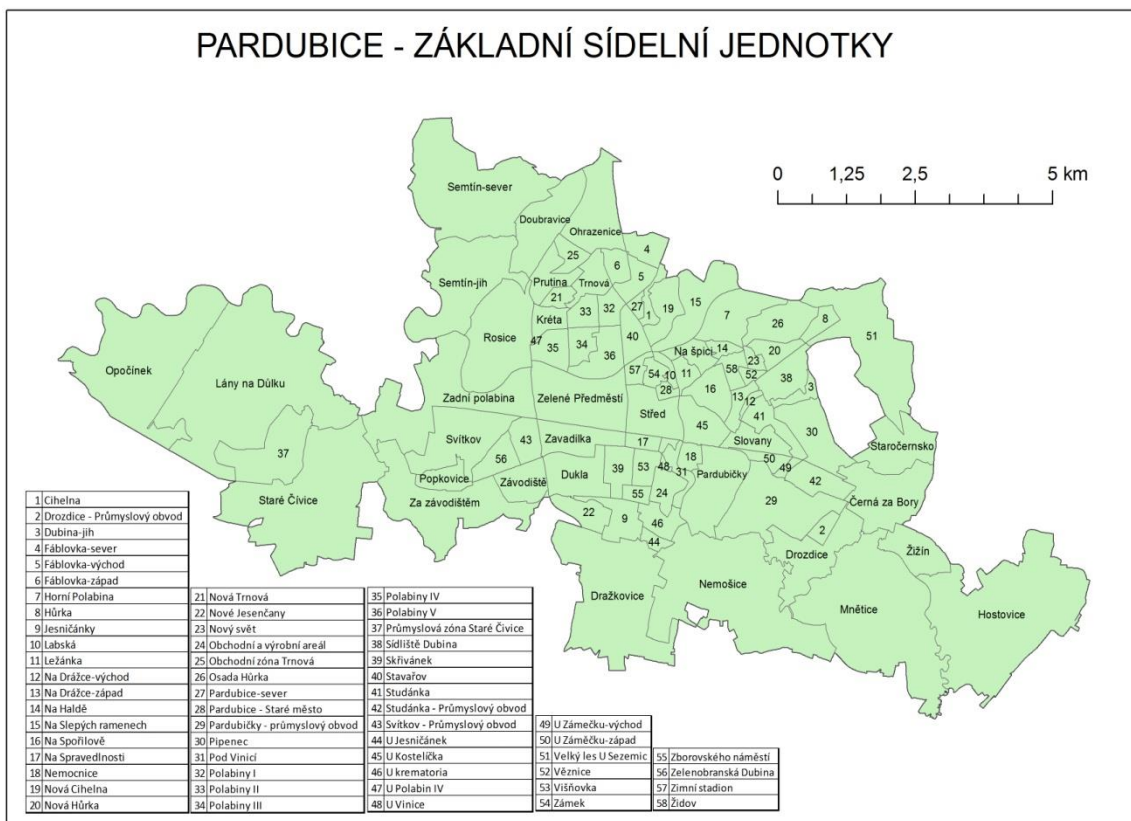 PARDUBICE - ZÁKLADNÍ SÍDELNÍ JEDNOTKY
0 1,25 2,5 5 km
Semtín-sever
Doubravice
Ohrazenice
4
25
6
5
Semtín-jih
Prutina
Trnová
21
27
1
19
15
7
26
8
51
Kréta
33
32
Rosice
47
35
34
36
40
Na špici
14
23
20
Opočínek
Lány na Důlku
57
54
10
11
58
52
38
3
28
16
13
12
Zadní polabina
Zelené Předměstí
Střed
45
41
30
Svítkov
43
Zavadilka
17
Slovany
Staročernsko
37
56
18
50
49
Popkovice
Závodiště
Dukla
39
53
48
31
Pardubičky
42
Staré Čívice
Za závodištěm
55
24
29
Černá za Bory
22
9
46
2
44
Drozdice
Žižín
Dražkovice
Nemošice
Mnětice
Hostovice
1 Cihelna
2 Drozdice - Průmyslový obvod
3 Dubina-jih
4 Fáblovka-sever
5 Fáblovka-východ
6 Fáblovka-západ
7 Horní Polabina
8 Hůrka
9 Jesničánky
10 Labská
11 Ležánka
12 Na Drážce-východ
13 Na Drážce-západ
14 Na Haldě
15 Na Slepých ramenech
16 Na Spořilově
17 Na Spravedlnosti
18 Nemocnice
19 Nová Cihelna
20 Nová Hůrka
21 Nová Trnová
22 Nové Jesenčany
23 Nový svět
24 Obchodní a výrobní areál
25 Obchodní zóna Trnová
26 Osada Hůrka
27 Pardubice-sever
28 Pardubice - Staré město
29 Pardubičky - průmyslový obvod
30 Pipenec
31 Pod Vinicí
32 Polabiny I
33 Polabiny II
34 Polabiny III
35 Polabiny IV
36 Polabiny V
37 Průmyslová zóna Staré Čivice
38 Sídliště Dubina
39 Skřivánek
40 Stavařov
41 Studánka
42 Studánka - Průmyslový obvod
43 Svítkov - Průmyslový obvod
44 U Jesničánek
45 U Kostelíčka
46 U krematoria
47 U Polabin IV
48 U Vinice
49 U Zámečku-východ
50 U Záměčku-západ
51 Velký les U Sezemic
52 Věznice
53 Višňovka
54 Zámek
55 Zborovského náměstí
56 Zelenobranská Dubina
57 Zimní stadion
58 Židov